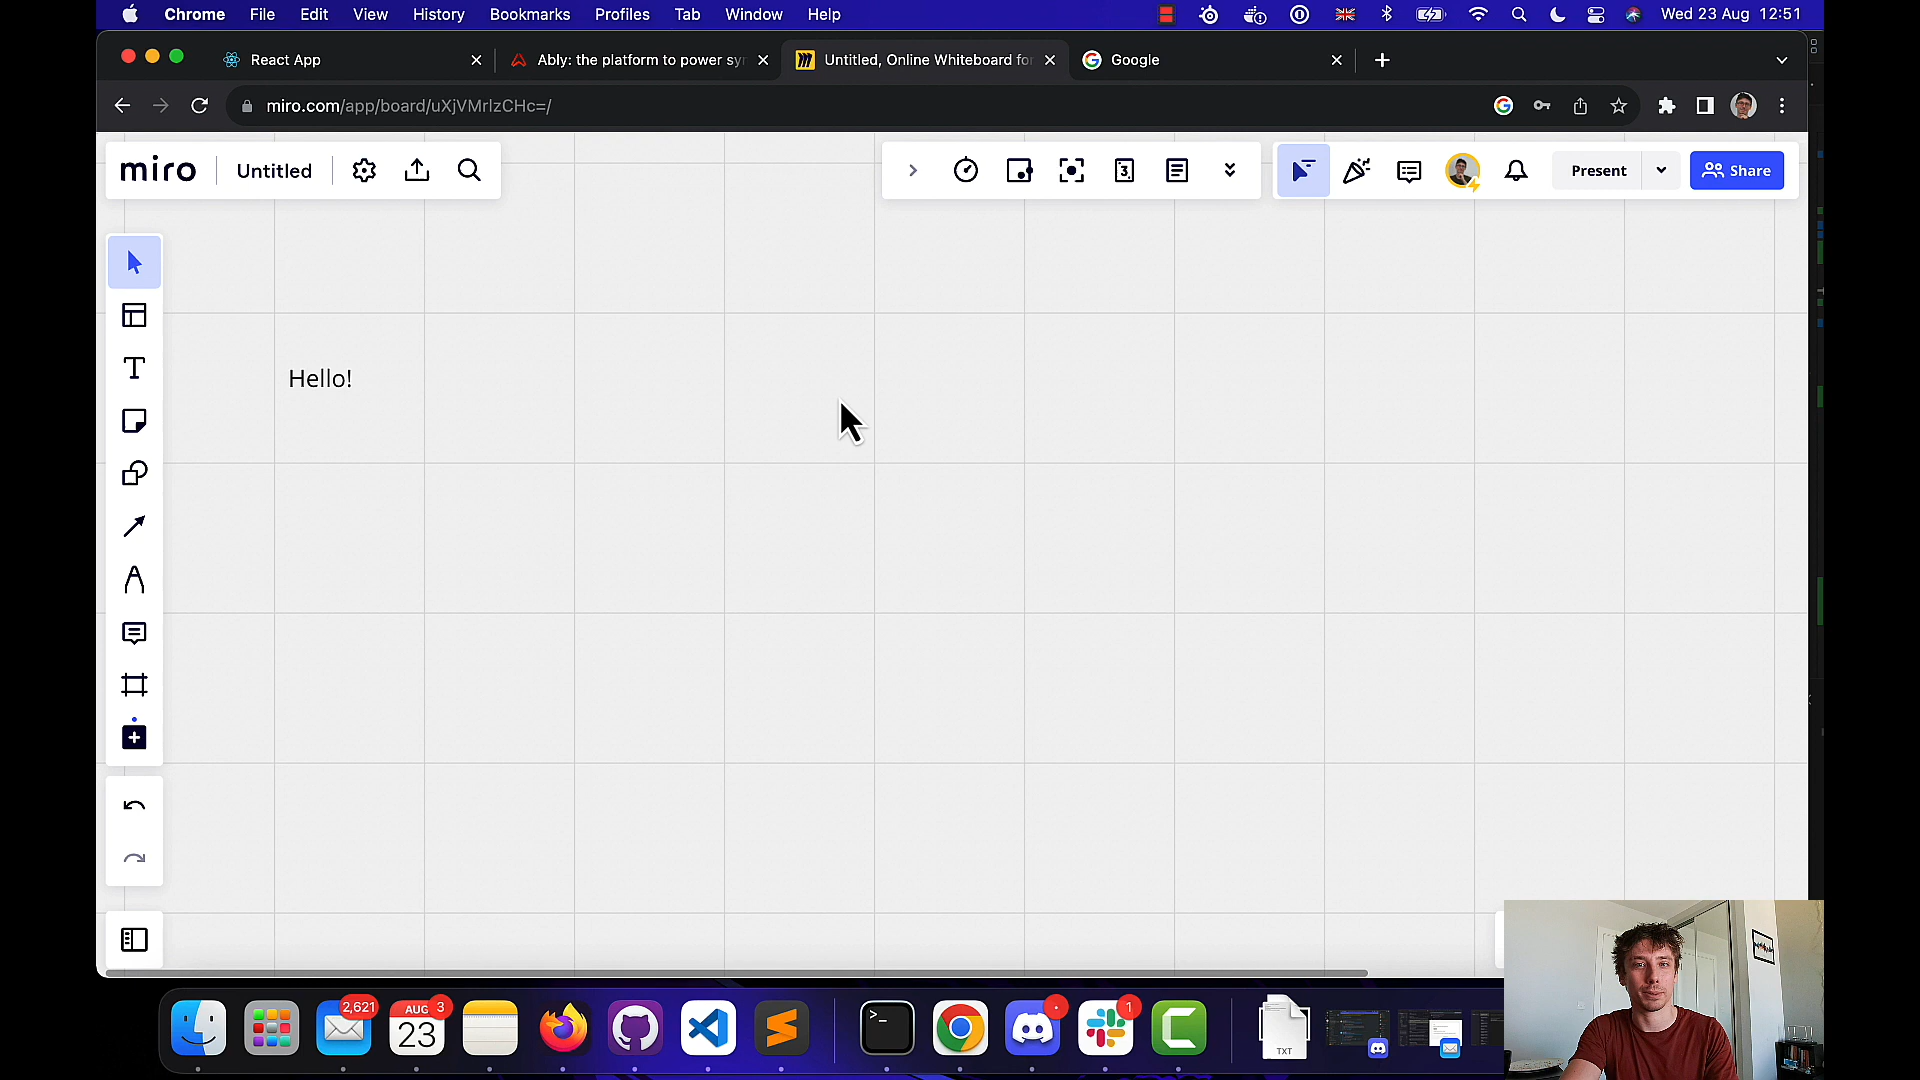 Chrome File Edit View History Bookmarks Profiles Tab Window Help Wed 23 Aug 12:51
React App Ably: the platform to power sy Untitled, Online Whiteboard for Google
miro.com/app/board/uXjVMrlzCHc=/
miro Untitled 3 Present Share
Hello!
2,621 AUG 3 1
23
>_
TXT